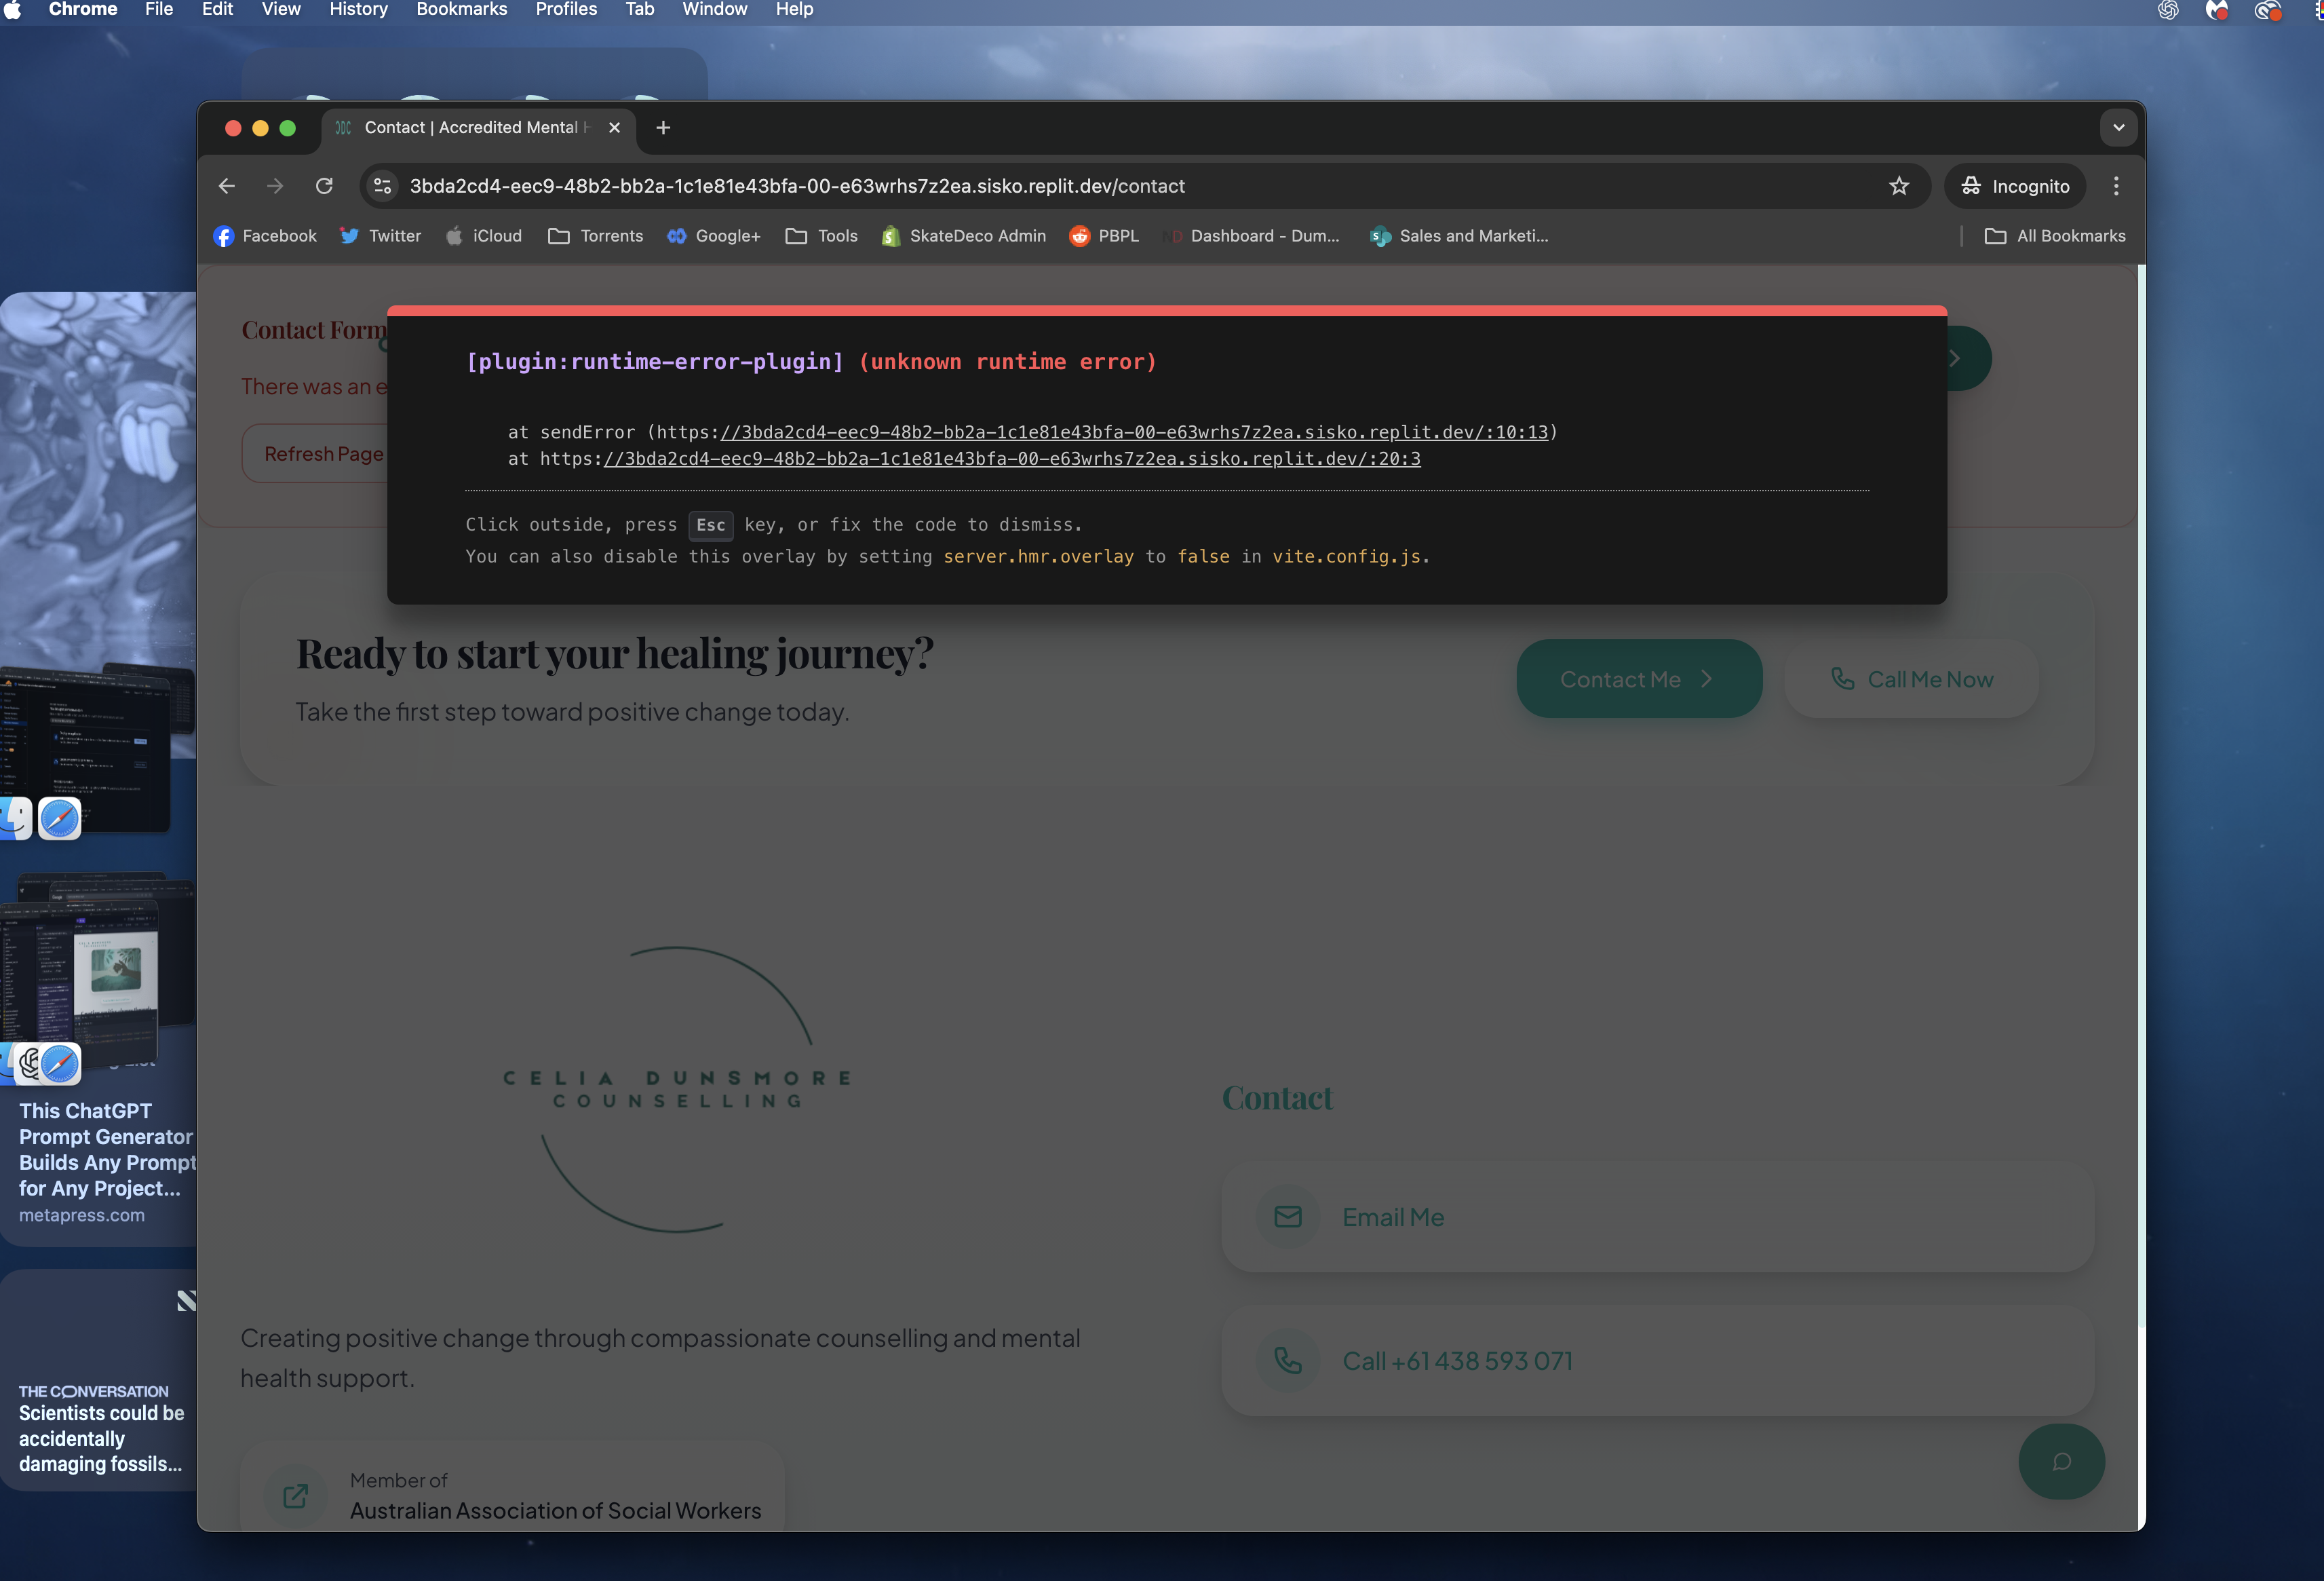 Chrome File Edit View History Bookmarks Profiles Tab Window Help
Contact | Accredited Mental H
3bda2cd4-eec9-48b2-bb2a-1c1e81e43bfa-00-e63wrhs7z2ea.sisko.replit.dev/contact
Incognito
Facebook Twitter iCloud Torrents Google+ Tools SkateDeco Admin PBPL Dashboard - Dum... Sales and Marketi... All Bookmarks
Contact Form
There was an e
Refresh Page
[plugin:runtime-error-plugin] (unknown runtime error)
at sendError (https://3bda2cd4-eec9-48b2-bb2a-1c1e81e43bfa-00-e63wrhs7z2ea.sisko.replit.dev/:10:13)
at https://3bda2cd4-eec9-48b2-bb2a-1c1e81e43bfa-00-e63wrhs7z2ea.sisko.replit.dev/:20:3
Click outside, press Esc key, or fix the code to dismiss.
You can also disable this overlay by setting server.hmr.overlay to false in vite.config.js.
Ready to start your healing journey?
Take the first step toward positive change today.
Contact Me
Call Me Now
CELIA DUNSMORE
COUNSELLING
Creating positive change through compassionate counselling and mental
health support.
Member of
Australian Association of Social Workers
Contact
Email Me
Call +61 438 593 071
This ChatGPT
Prompt Generator
Builds Any Prompt
for Any Project...
metapress.com
THE CONVERSATION
Scientists could be
accidentally
damaging fossils...